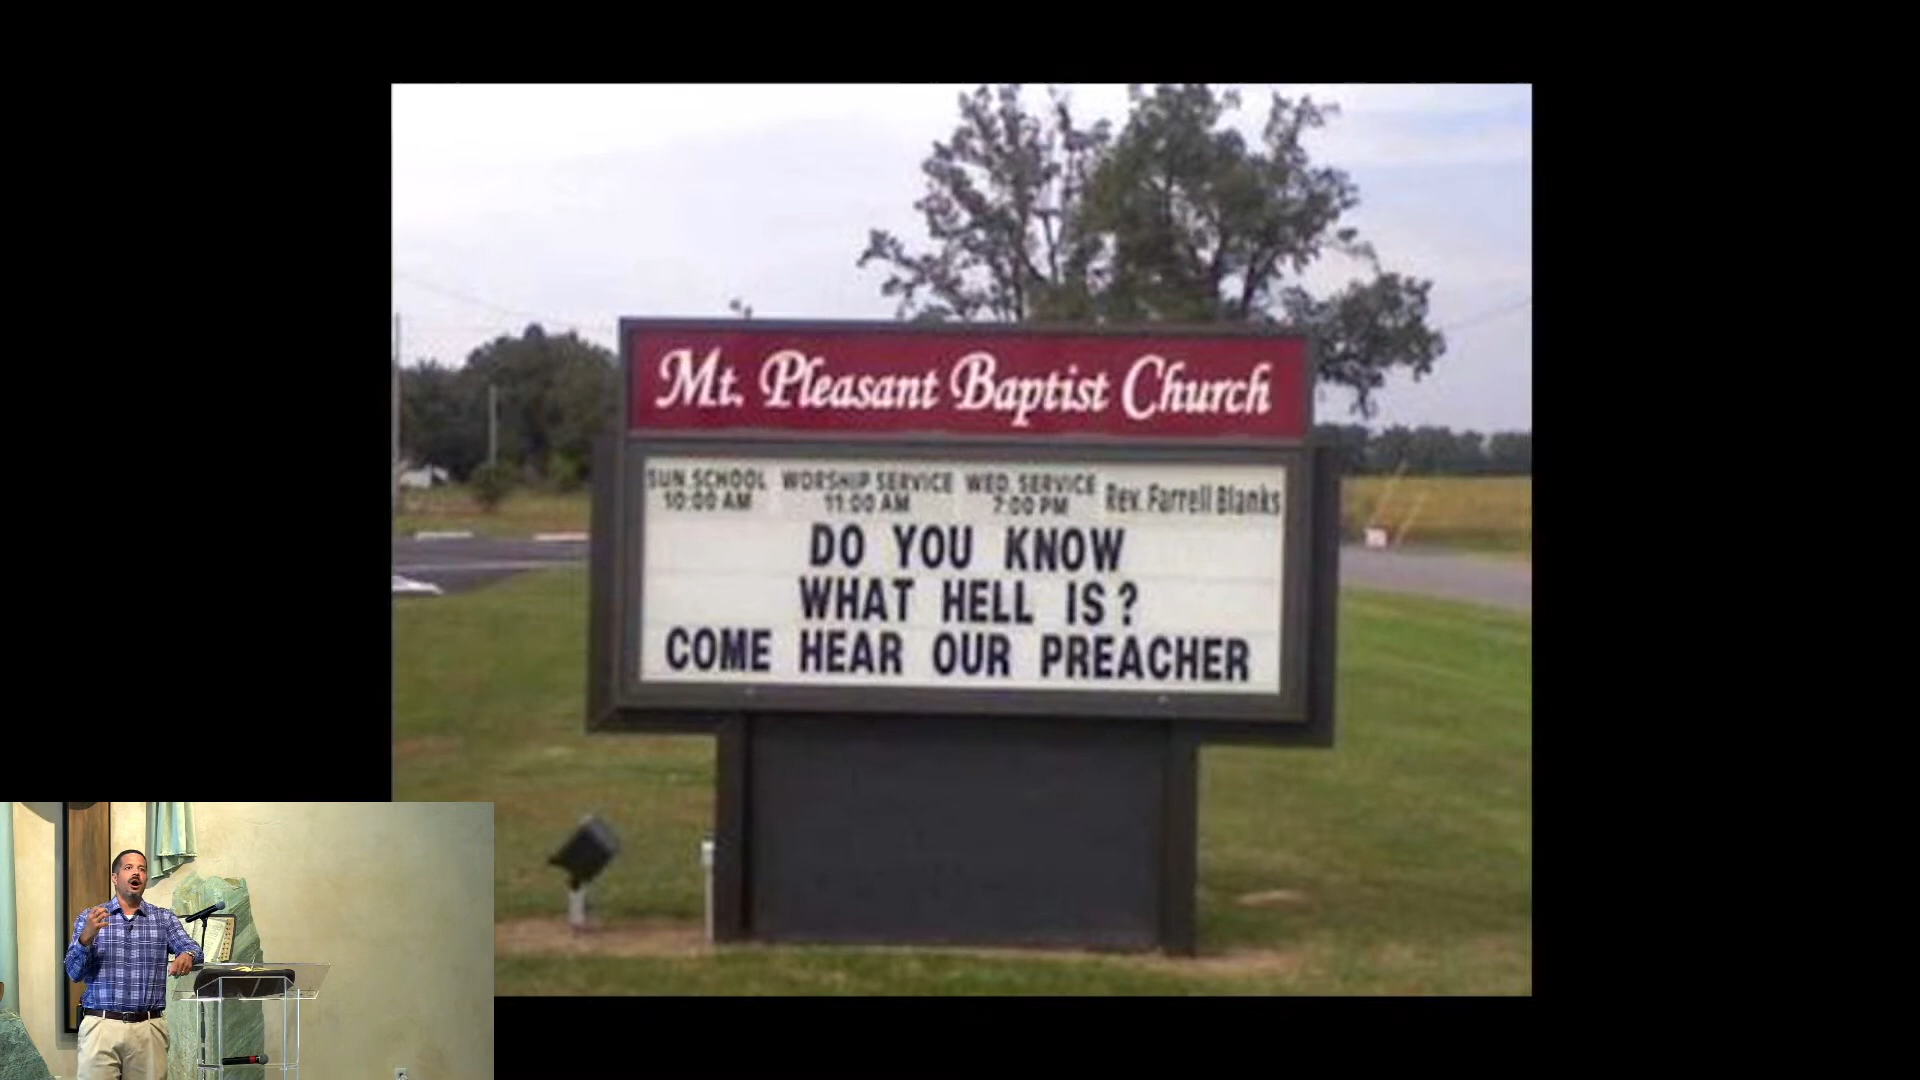 Mt. Pleasant Baptist Church
SUN. SCHOOL WORSHIP SERVICE WED. SERVICE Rev. Farrell Blanks
10:00 AM 11:00 AM 7:00 PM
DO YOU KNOW
WHAT HELL IS?
COME HEAR OUR PREACHER